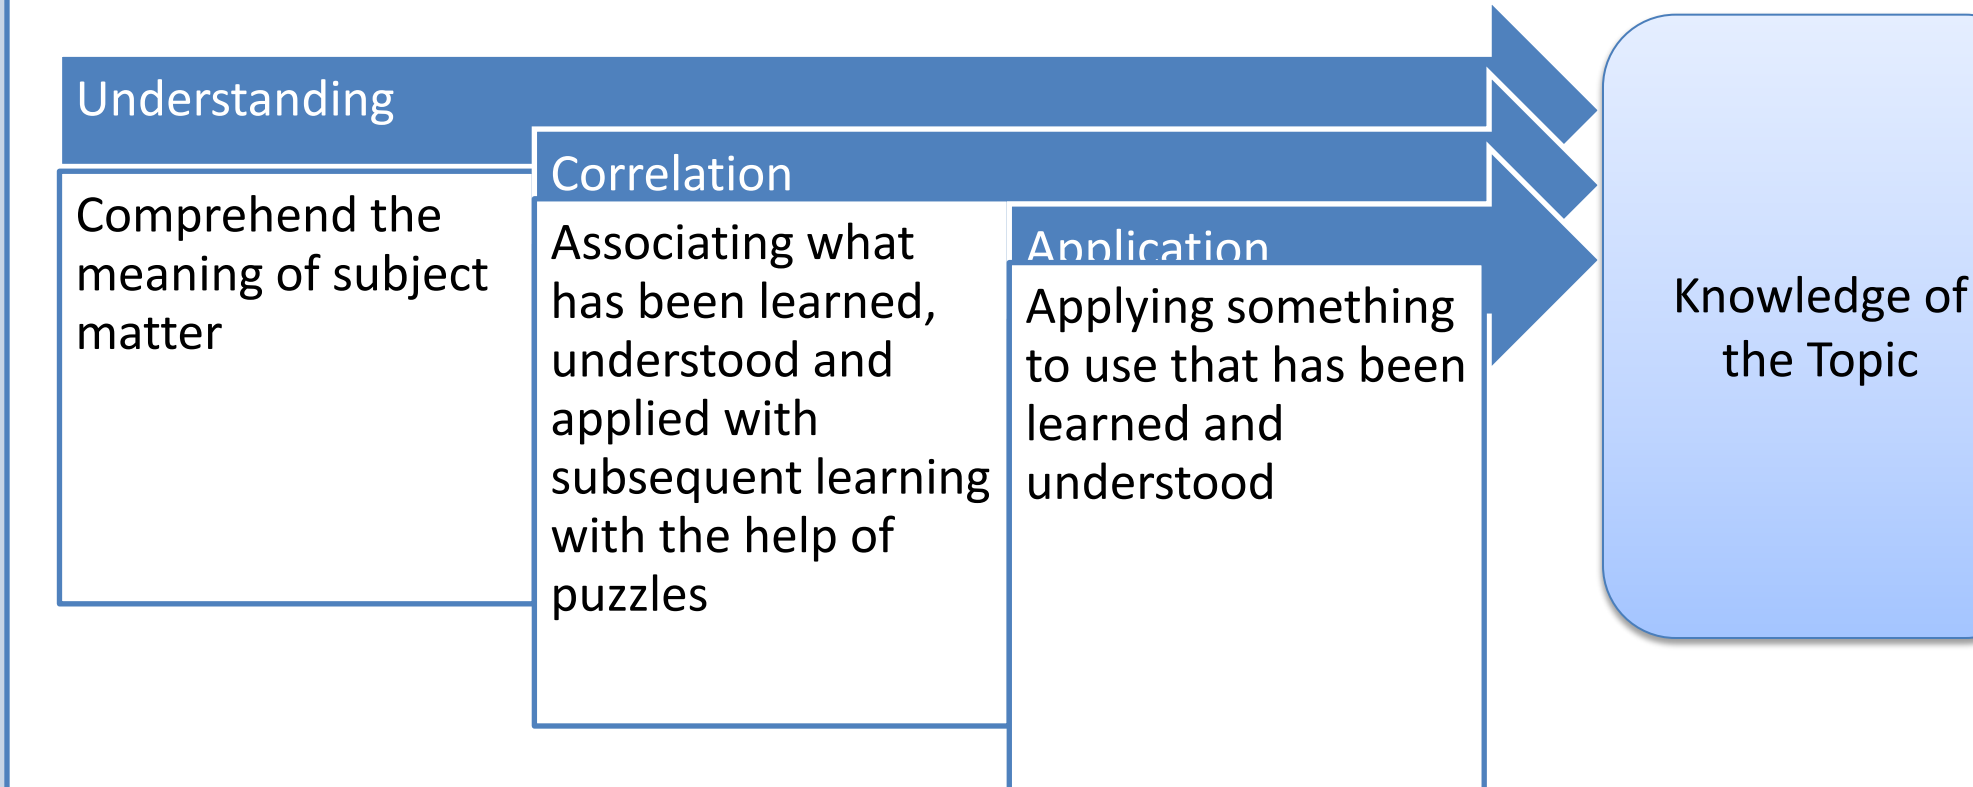 Understanding
Comprehend the
meaning of subject
matter
Correlation
Associating what
has been learned,
understood and
applied with
subsequent learning
with the help of
puzzles
Application
Applying something
to use that has been
learned and
understood
Knowledge of
the Topic